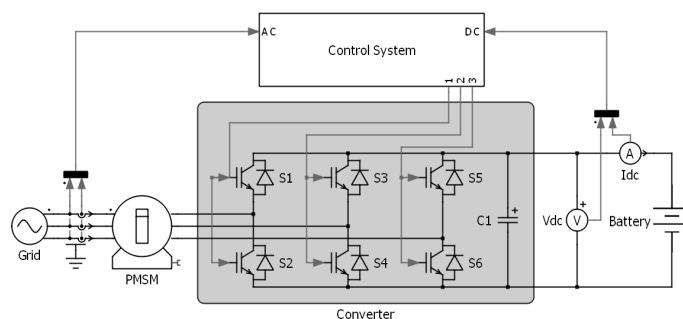 AC
DC
Control System
1
2
3
S1
S3
S5
A
Idc
C1
+
Vdc
+
V
Battery
Grid
PMSM
S2
S4
S6
Converter